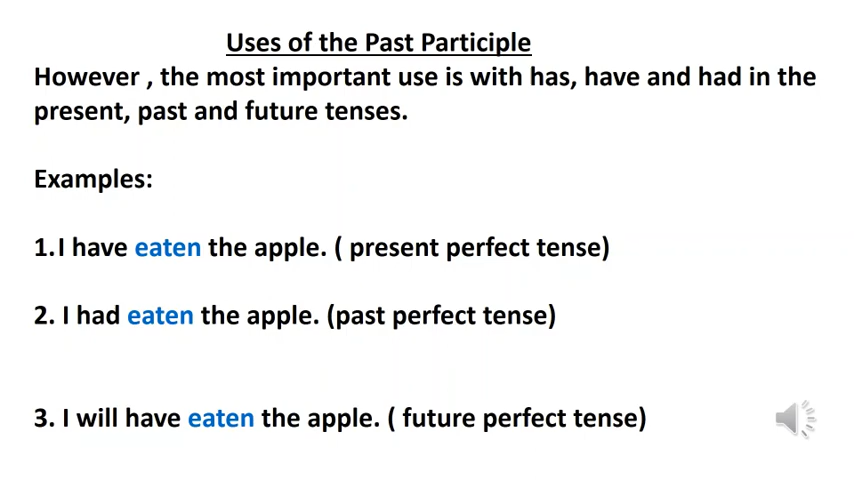 Uses of the Past Participle
However , the most important use is with has, have and had in the
present, past and future tenses.
Examples:
1.I have eaten the apple. ( present perfect tense)
2. I had eaten the apple. (past perfect tense)
3. I will have eaten the apple. ( future perfect tense)